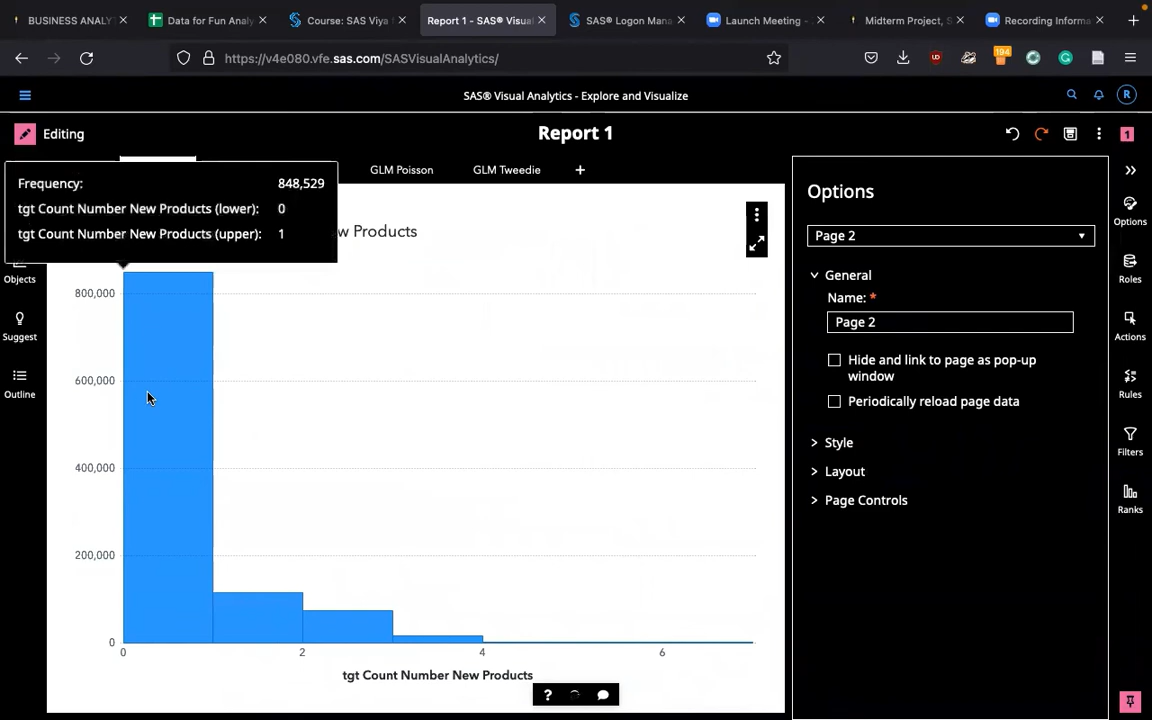 BUSINESS ANALYT
Data for Fun Anal
Course: SAS Viya
Report 1 - SAS® Visua
SAS® Logon Mana
Launch Meeting -
Midterm Project, S
Recording Informa
https://v4e080.vfe.sas.com/SASVisualAnalytics/
194
SAS® Visual Analytics - Explore and Visualize
R
Editing
Report 1
1
GLM Poisson
GLM Tweedie
Frequency: 848,529
tgt Count Number New Products (lower): 0
tgt Count Number New Products (upper): 1
w Products
Objects
Suggest
Outline
800,000
600,000
400,000
200,000
0
0 2 4 6
tgt Count Number New Products
?
Options
Page 2
General
Name: *
Page 2
Hide and link to page as pop-up
window
Periodically reload page data
Style
Layout
Page Controls
Options
Roles
Actions
Rules
Filters
Ranks